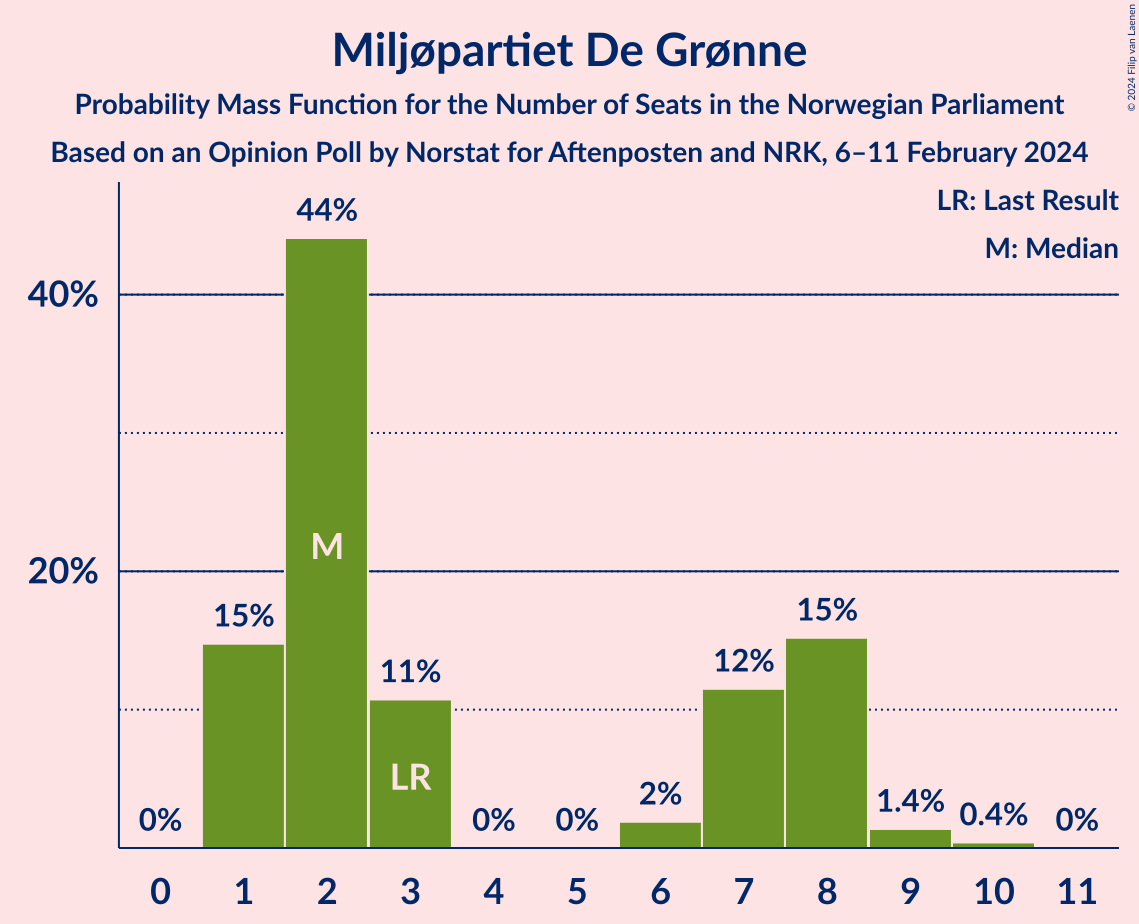 Miljøpartiet De Grønne
Probability Mass Function for the Number of Seats in the Norwegian Parliament
Based on an Opinion Poll by Norstat for Aftenposten and NRK, 6–11 February 2024
© 2024 Filip van Laenen
LR: Last Result
M: Median
40%
20%
0%
15%
44%
M
11%
LR
0%
0%
2%
12%
15%
1.4%
0.4%
0%
0 1 2 3 4 5 6 7 8 9 10 11